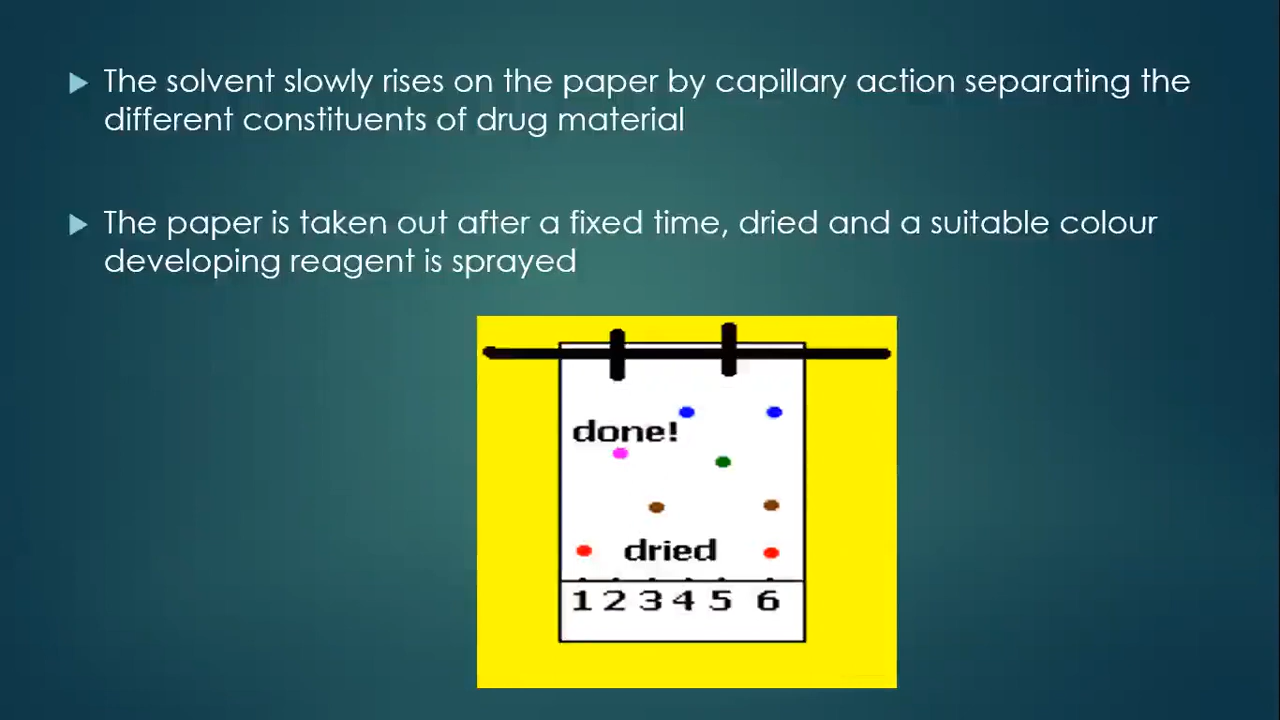 The solvent slowly rises on the paper by capillary action separating the
different constituents of drug material
The paper is taken out after a fixed time, dried and a suitable colour
developing reagent is sprayed
done!
dried
1 2 3 4 5 6